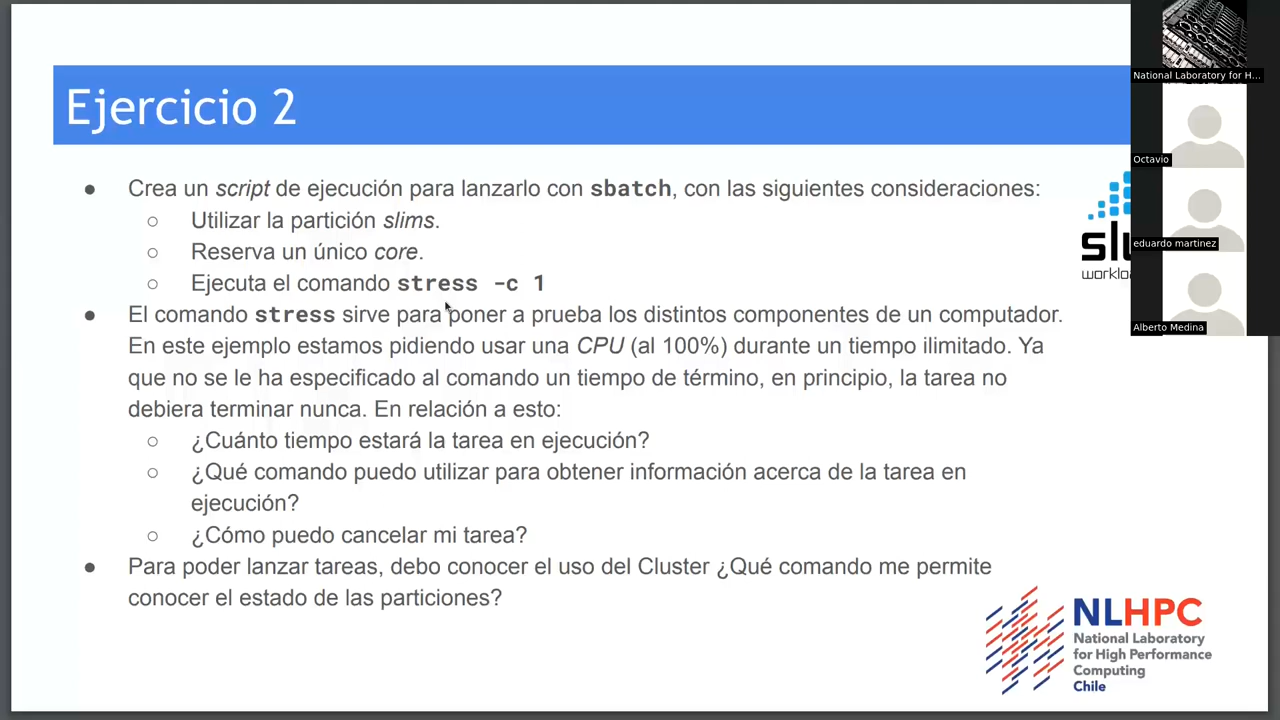 Ejercicio 2
● Crea un script de ejecución para lanzarlo con sbatch, con las siguientes consideraciones:
○ Utilizar la partición slims.
○ Reserva un único core.
○ Ejecuta el comando stress -c 1
● El comando stress sirve para poner a prueba los distintos componentes de un computador.
En este ejemplo estamos pidiendo usar una CPU (al 100%) durante un tiempo ilimitado. Ya
que no se le ha especificado al comando un tiempo de término, en principio, la tarea no
debiera terminar nunca. En relación a esto:
○ ¿Cuánto tiempo estará la tarea en ejecución?
○ ¿Qué comando puedo utilizar para obtener información acerca de la tarea en
ejecución?
○ ¿Cómo puedo cancelar mi tarea?
● Para poder lanzar tareas, debo conocer el uso del Cluster ¿Qué comando me permite
conocer el estado de las particiones?
National Laboratory for H...
Octavio
eduardo martinez
Alberto Medina
NLHPC
National Laboratory
for High Performance
Computing
Chile